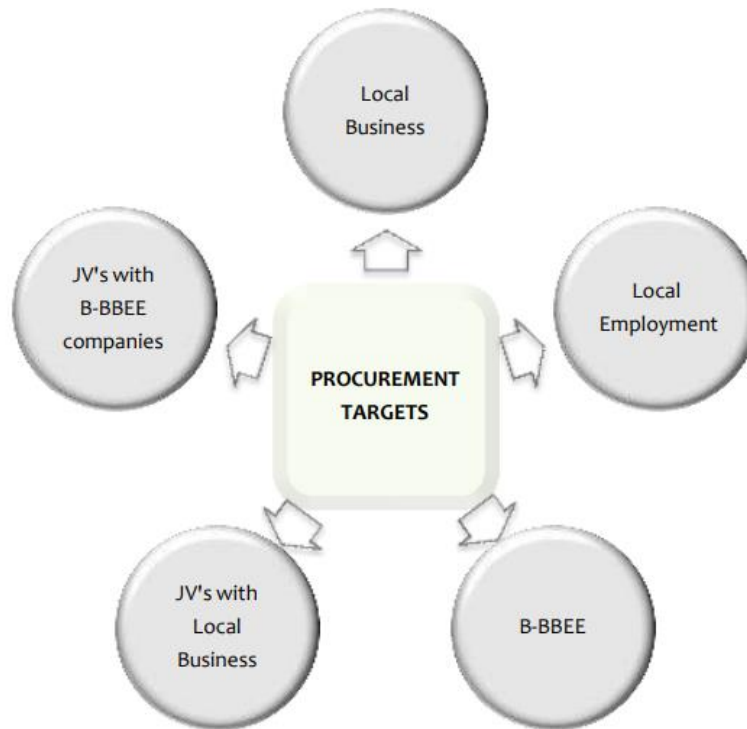 Local
Business
JV's with
B-BBEE
companies
Local
Employment
PROCUREMENT
TARGETS
JV's with
Local
Business
B-BBEE